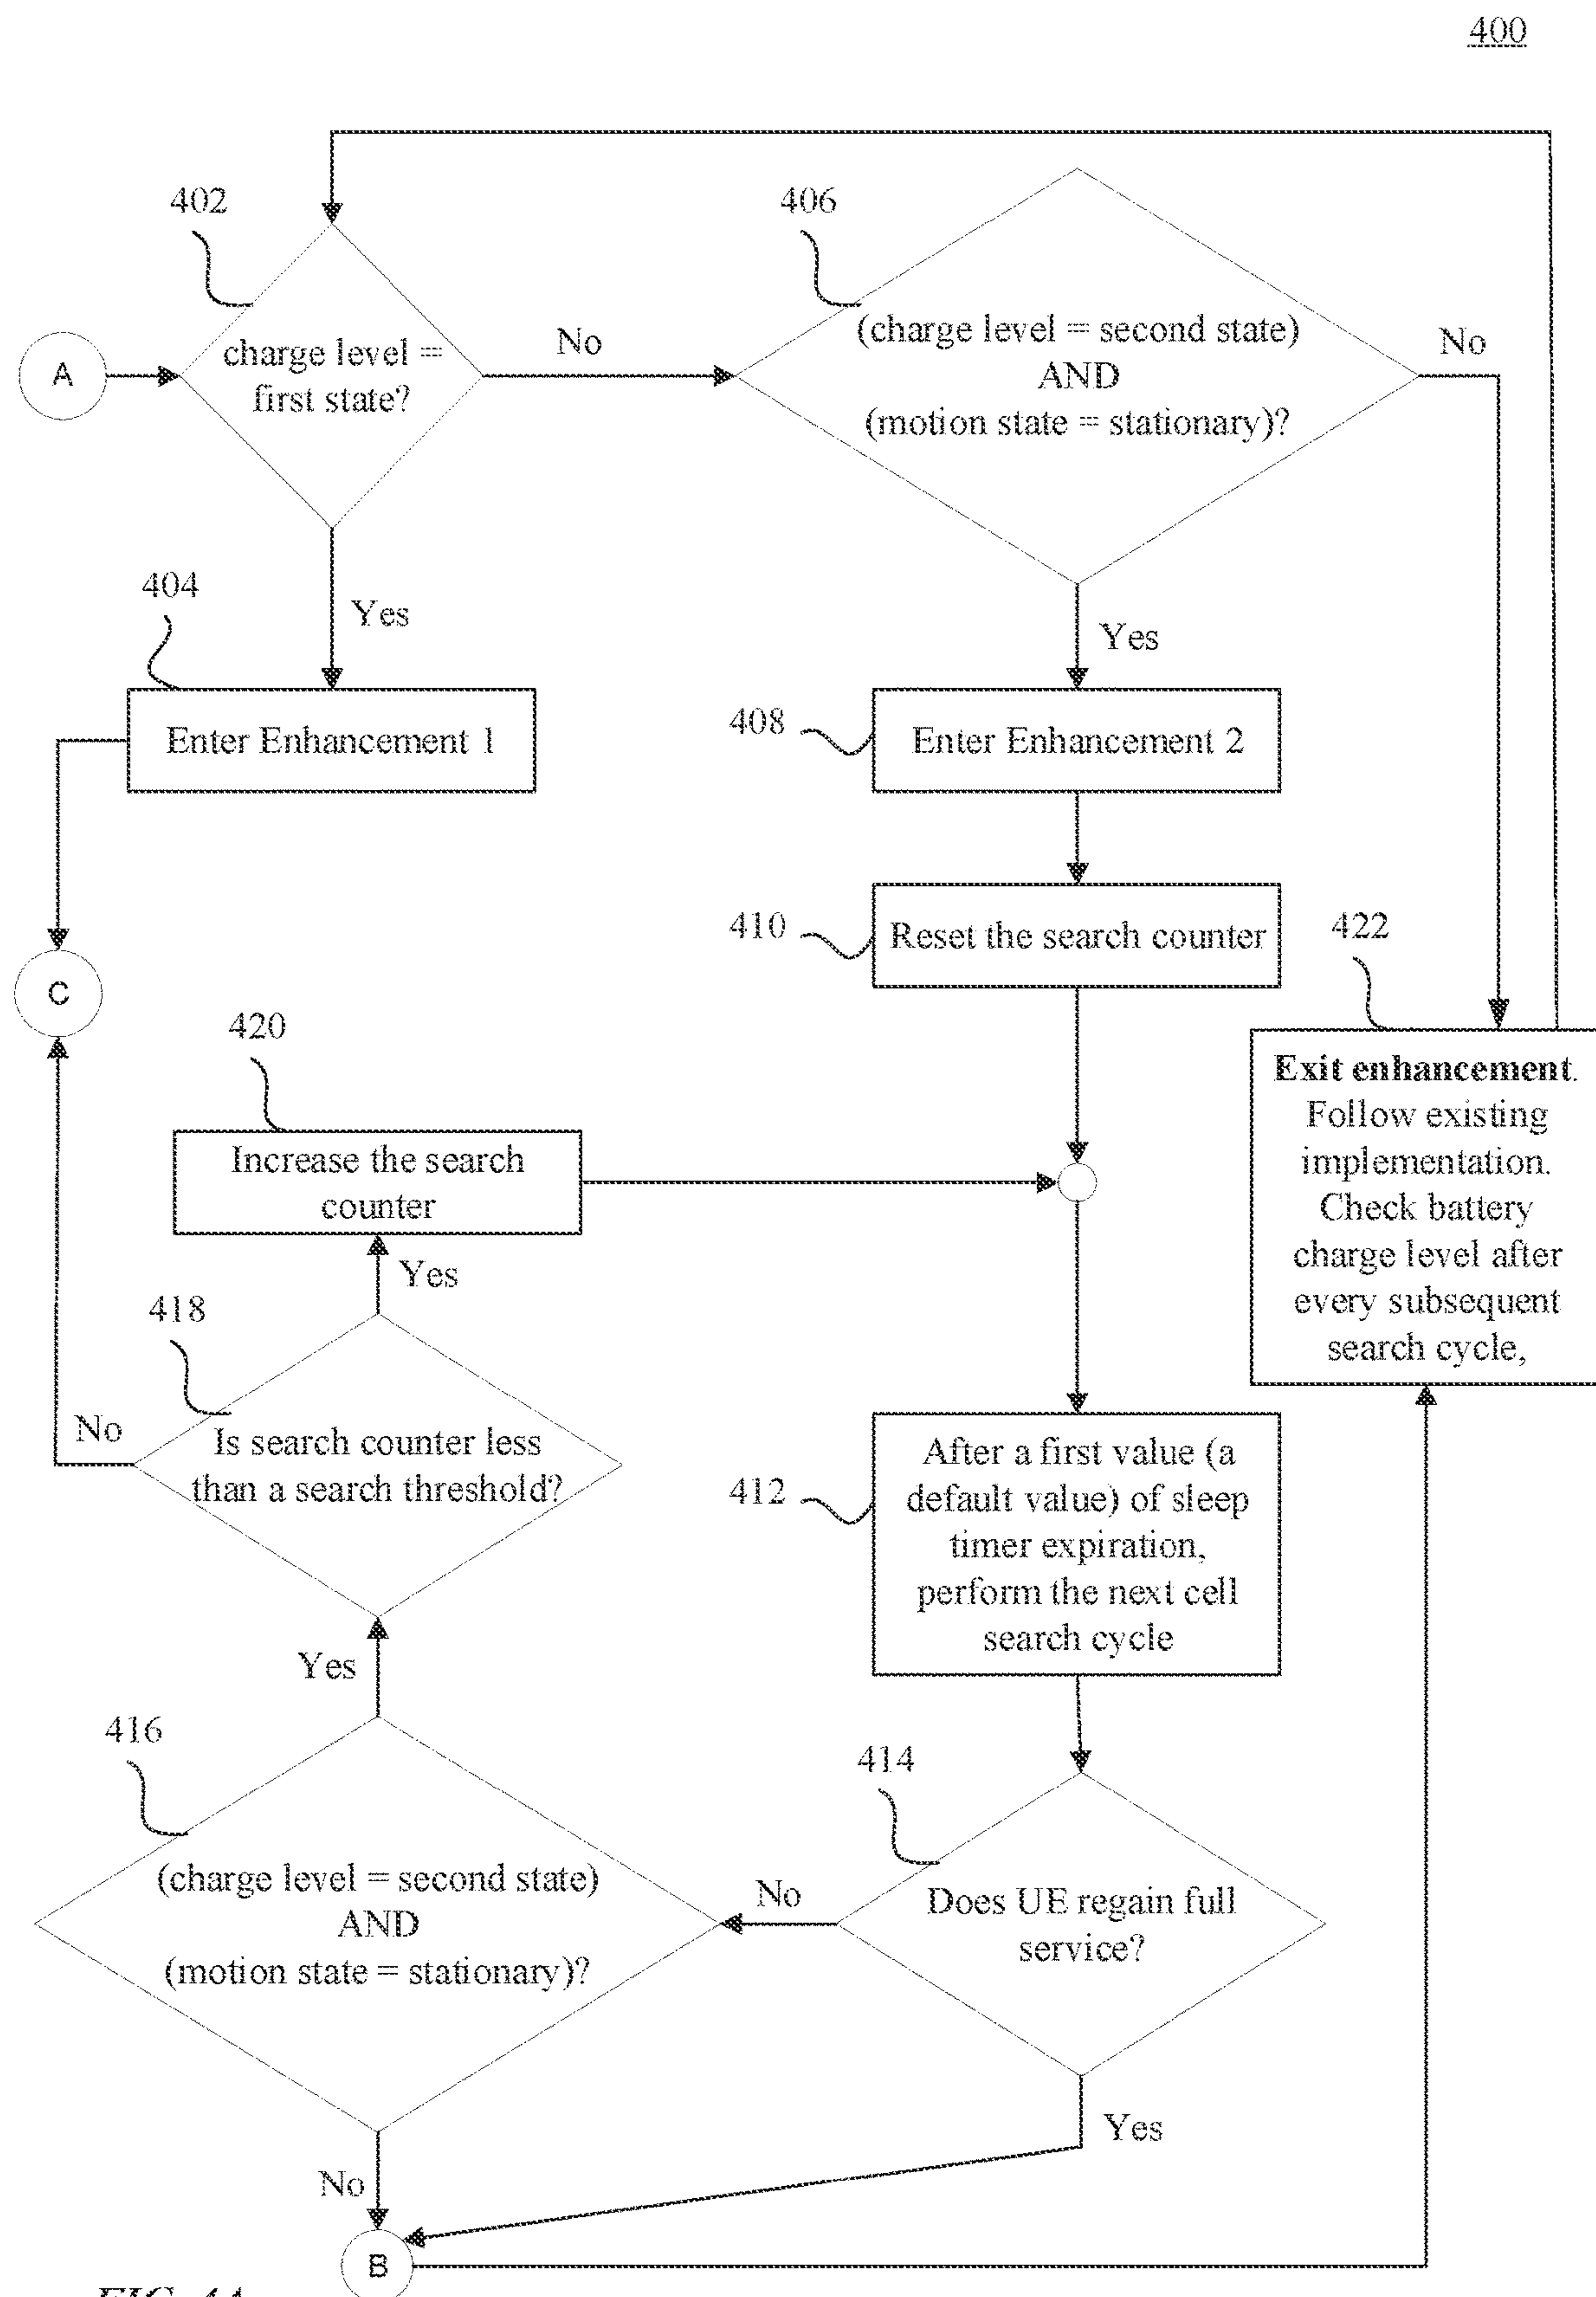 400
402
406
A
charge level =
first state?
No
(charge level = second state)
AND
(motion state = stationary)?
No
404
Yes
Yes
Enter Enhancement 1
408
Enter Enhancement 2
410
Reset the search counter
422
C
420
Exit enhancement.
Follow existing
implementation.
Check battery
charge level after
every subsequent
search cycle,
Increase the search
counter
Yes
418
No
Is search counter less
than a search threshold?
412
After a first value (a
default value) of sleep
timer expiration,
perform the next cell
search cycle
Yes
416
414
(charge level = second state)
AND
(motion state = stationary)?
No
Does UE regain full
service?
Yes
No
B
FIG. 4A